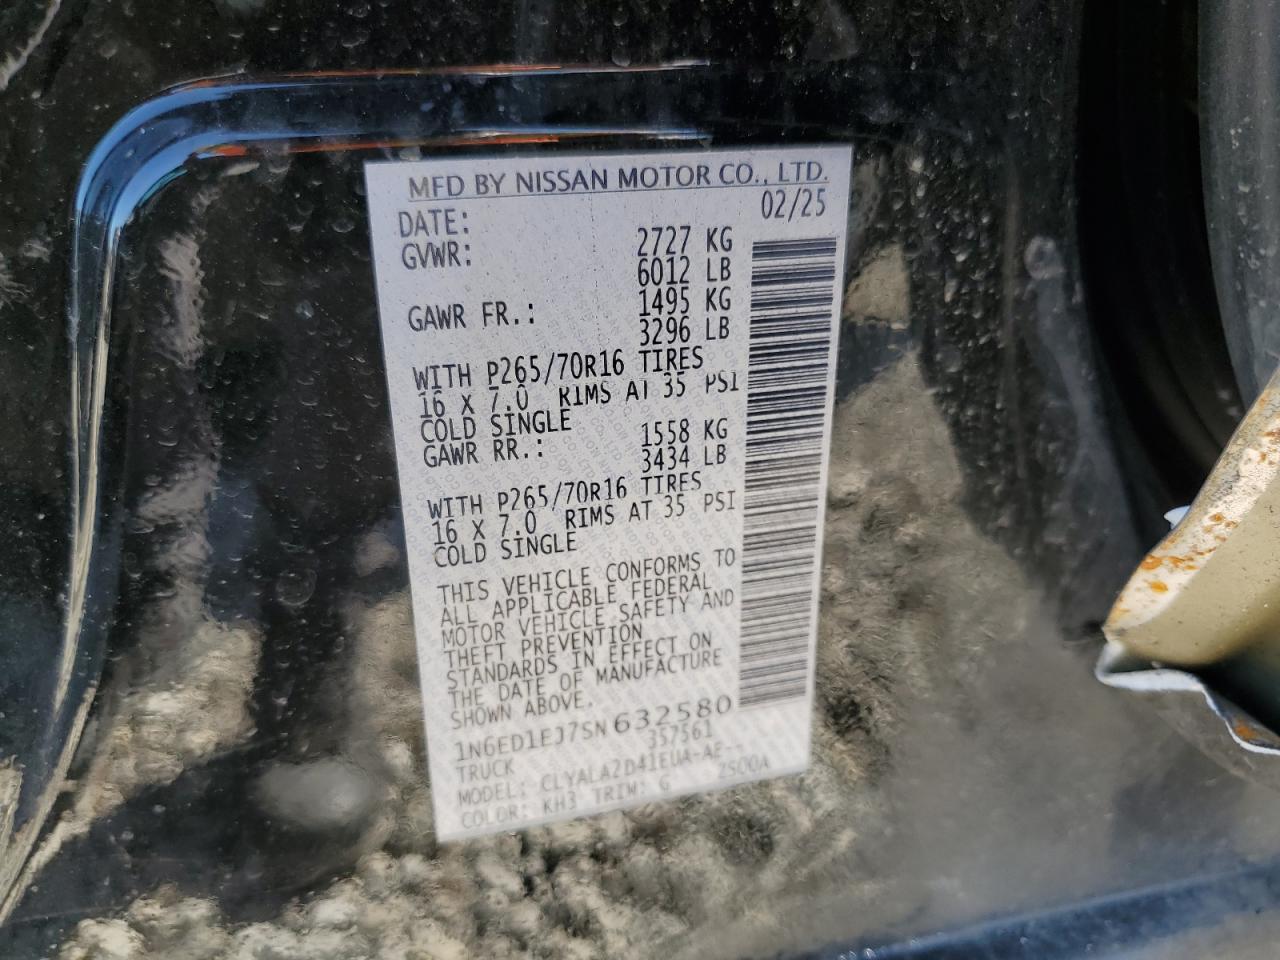 MFD BY NISSAN MOTOR CO., LTD.
DATE: 02/25
GVWR: 2727 KG
6012 LB
GAWR FR.: 1495 KG
3296 LB
WITH P265/70R16 TIRES
16 X 7.0 RIMS AT 35 PSI
COLD SINGLE
GAWR RR.: 1558 KG
3434 LB
WITH P265/70R16 TIRES
16 X 7.0 RIMS AT 35 PSI
COLD SINGLE
THIS VEHICLE CONFORMS TO
ALL APPLICABLE FEDERAL
MOTOR VEHICLE SAFETY AND
THEFT PREVENTION
STANDARDS IN EFFECT ON
THE DATE OF MANUFACTURE
SHOWN ABOVE.
1N6ED1EJ7SN632580
TRUCK 357561
MODEL: CLYALA2D41EUA-AE--
COLOR: KH3 TRIM: G 2S00A